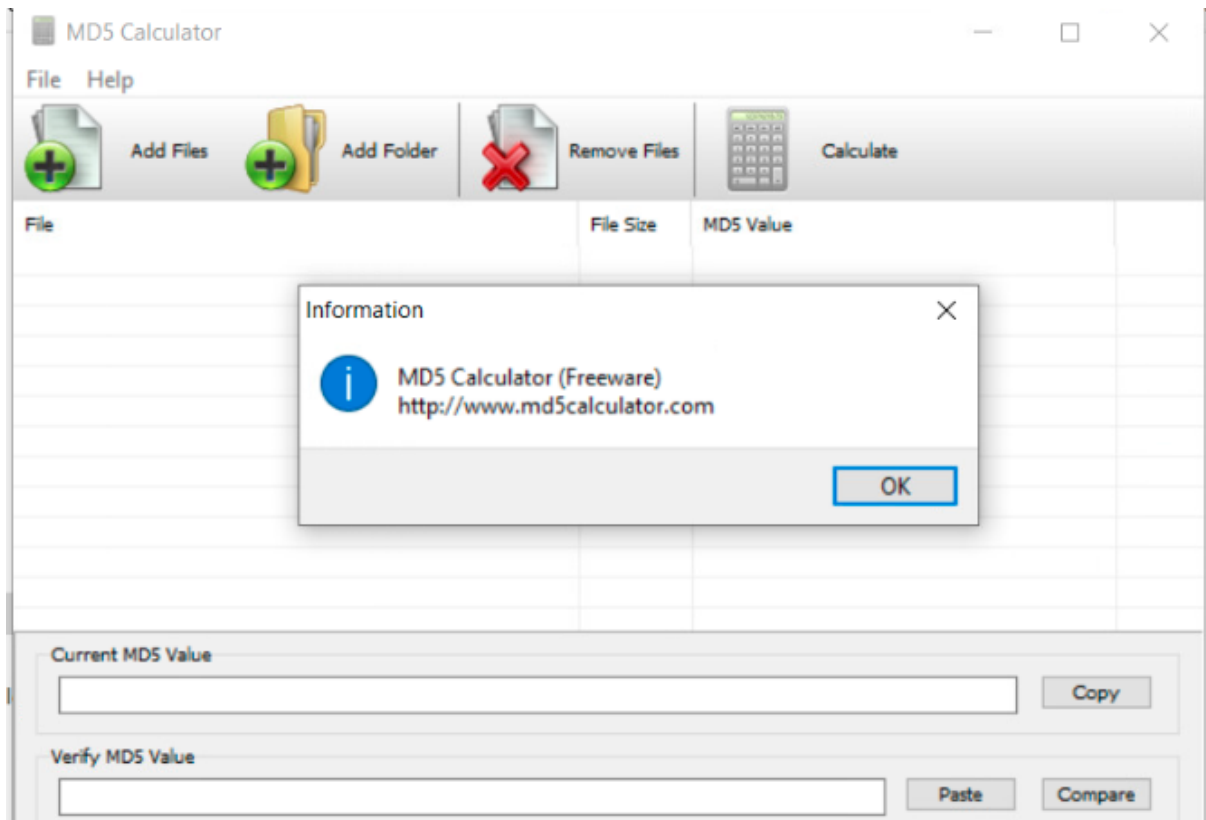 MD5 Calculator
File Help
Add Files Add Folder Remove Files Calculate
File File Size MD5 Value
Information
MD5 Calculator (Freeware)
http://www.md5calculator.com
OK
Current MD5 Value
Copy
Verify MD5 Value
Paste Compare